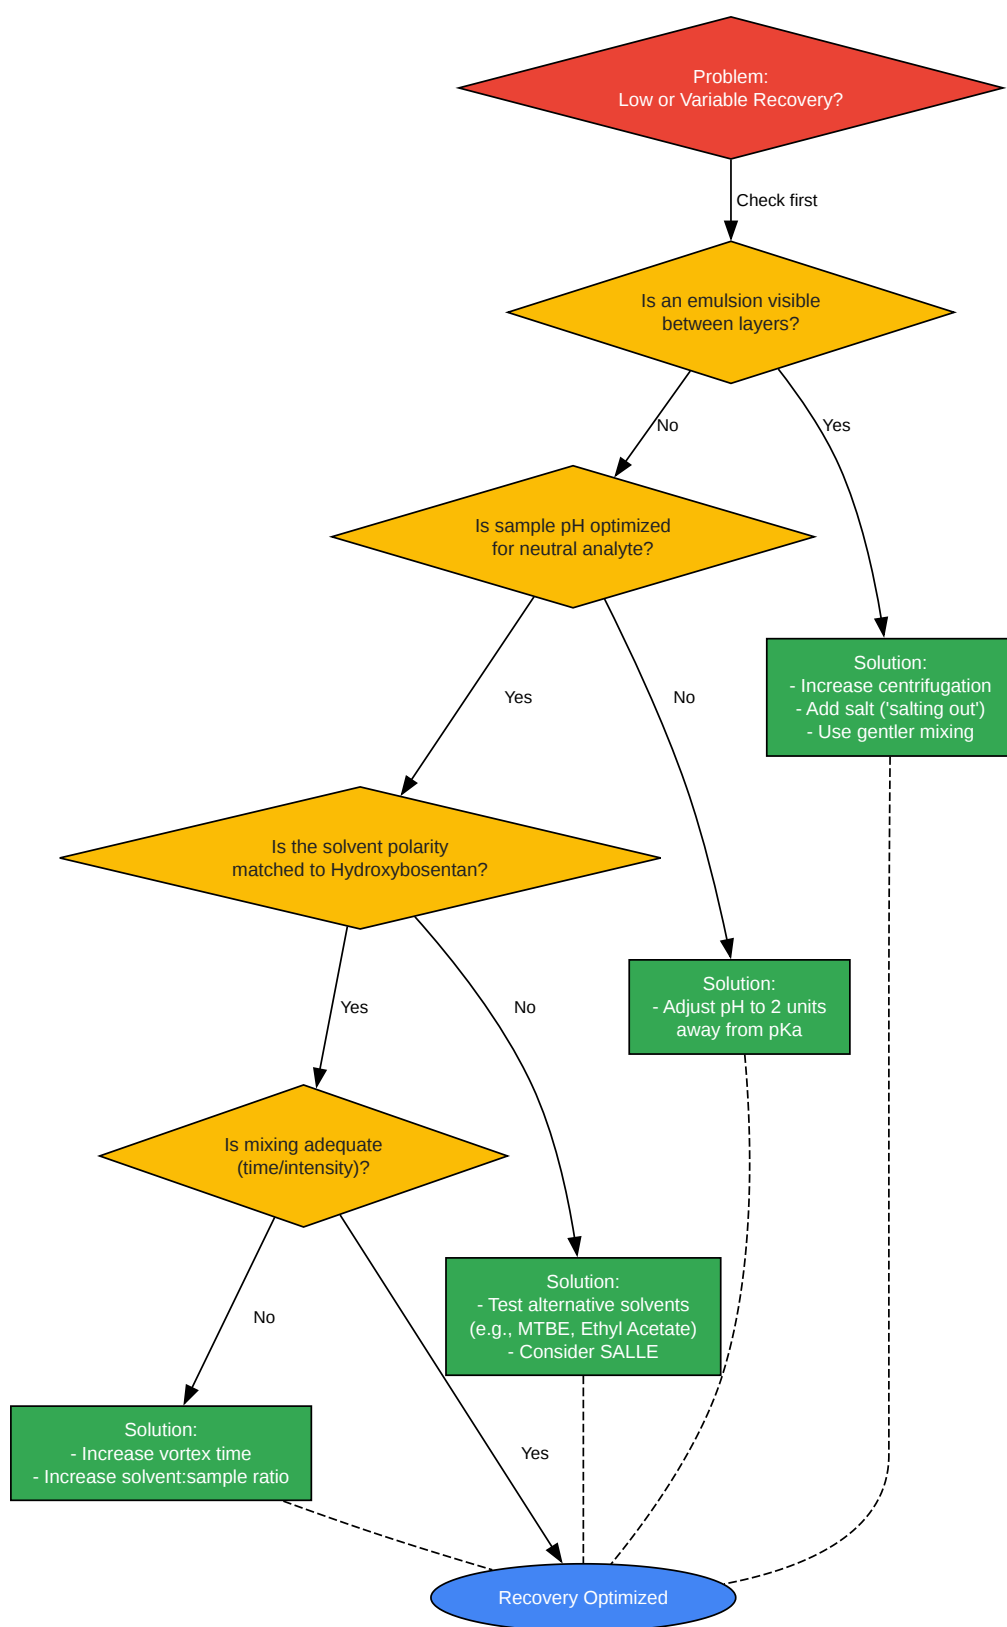 Problem:
Low or Variable Recovery?
Check first
Is an emulsion visible
between layers?
No
Yes
Is sample pH optimized
for neutral analyte?
Yes
No
Solution:
- Increase centrifugation
- Add salt ('salting out')
- Use gentler mixing
Is the solvent polarity
matched to Hydroxybosentan?
Yes
No
Solution:
- Adjust pH to 2 units
away from pKa
Is mixing adequate
(time/intensity)?
No
Yes
Solution:
- Test alternative solvents
(e.g., MTBE, Ethyl Acetate)
- Consider SALLE
Solution:
- Increase vortex time
- Increase solvent:sample ratio
Recovery Optimized